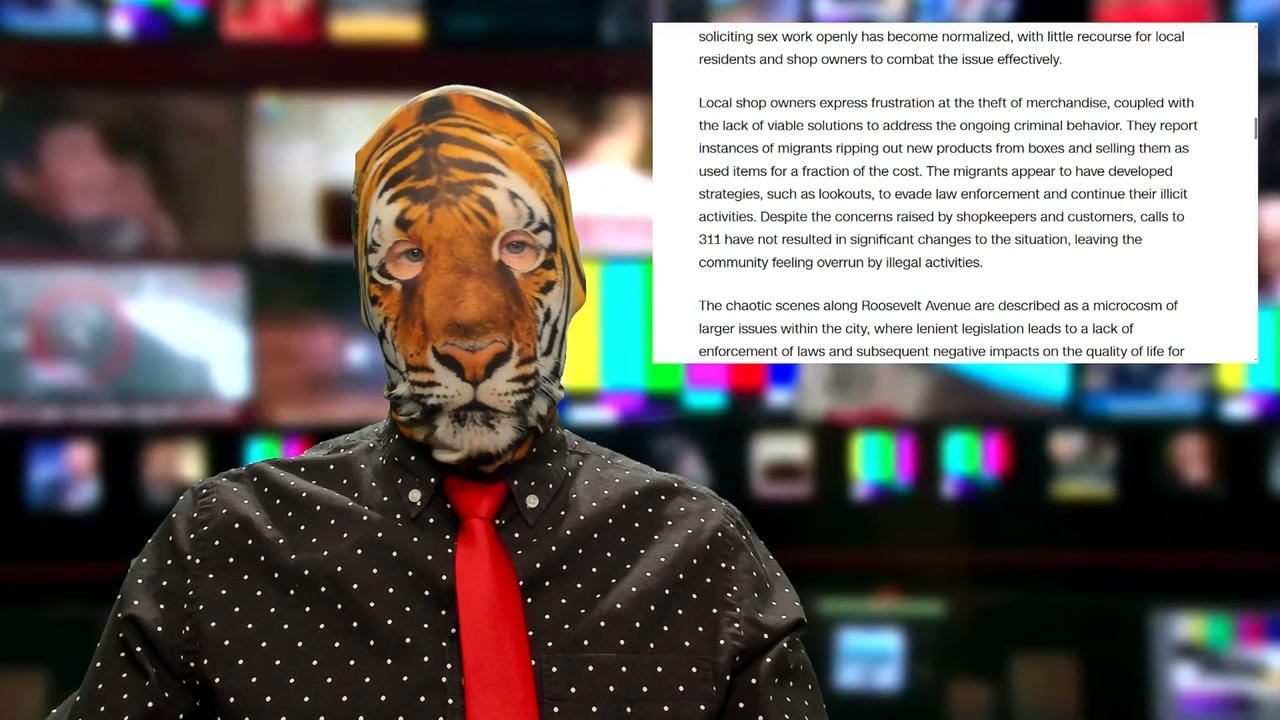 soliciting sex work openly has become normalized, with little recourse for local
residents and shop owners to combat the issue effectively.
Local shop owners express frustration at the theft of merchandise, coupled with
the lack of viable solutions to address the ongoing criminal behavior. They report
instances of migrants ripping out new products from boxes and selling them as
used items for a fraction of the cost. The migrants appear to have developed
strategies, such as lookouts, to evade law enforcement and continue their illicit
activities. Despite the concerns raised by shopkeepers and customers, calls to
311 have not resulted in significant changes to the situation, leaving the
community feeling overrun by illegal activities.
The chaotic scenes along Roosevelt Avenue are described as a microcosm of
larger issues within the city, where lenient legislation leads to a lack of
enforcement of laws and subsequent negative impacts on the quality of life for